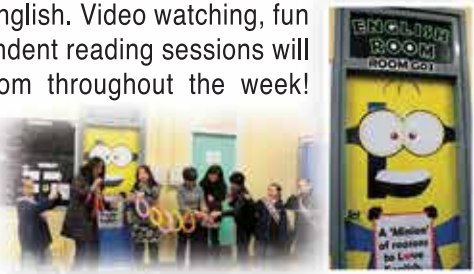 nglish. Video watching, fun
ndent reading sessions will
om throughout the week!
ENGLISH
ROOM
ROOM G01
A 'Minion'
of reasons
to Love
English